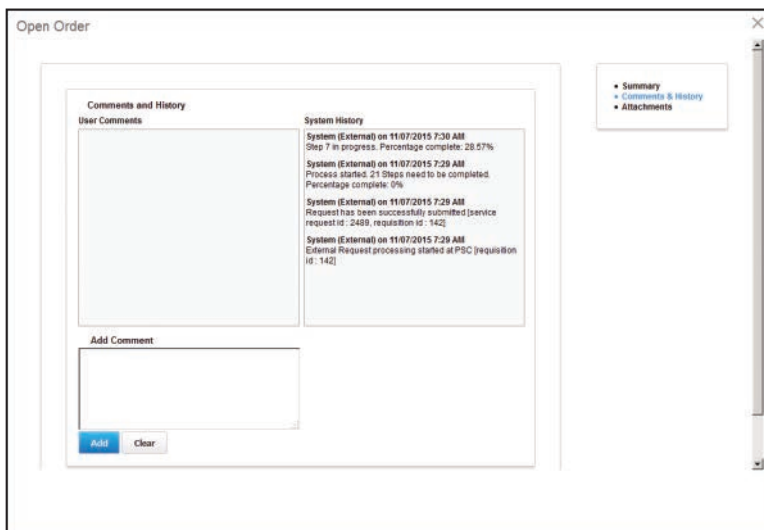 Open Order
Comments and History
User Comments
System History
System (External) on 11/07/2015 7:30 AM
Step 7 in progress. Percentage complete: 28.57%
System (External) on 11/07/2015 7:29 AM
Process started. 21 Steps need to be completed.
Percentage complete: 0%
System (External) on 11/07/2015 7:29 AM
Request has been successfully submitted [service
request id : 2489, requisition id : 142]
System (External) on 11/07/2015 7:29 AM
External Request processing started at PSC [requisition
id : 142]
Add Comment
Add
Clear
Summary
Comments & History
Attachments